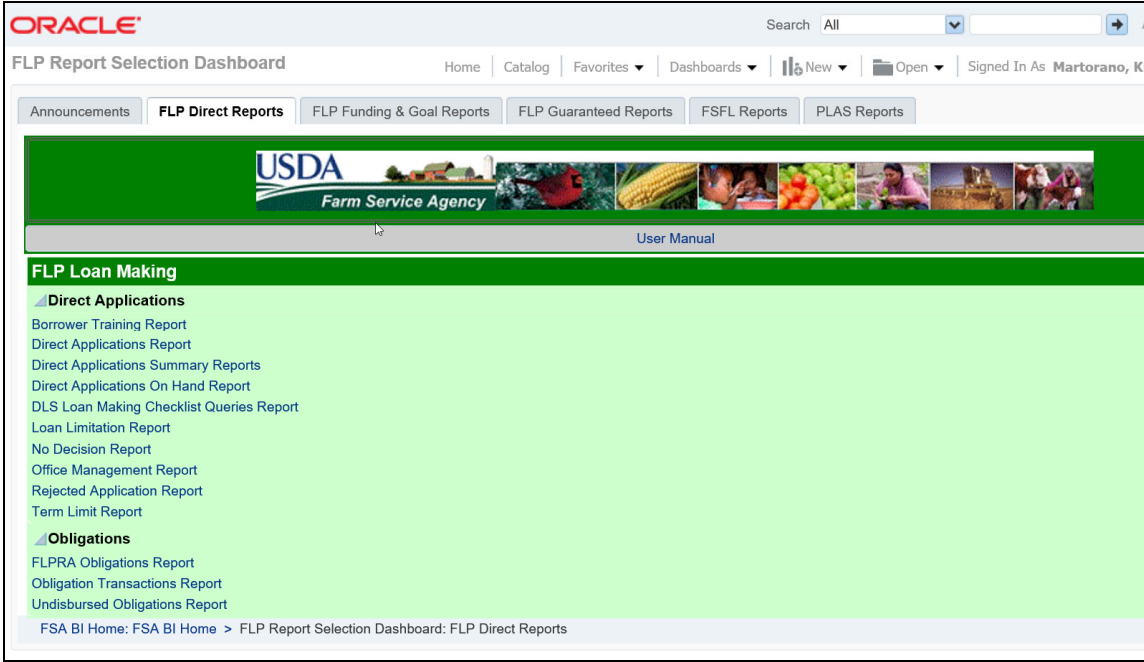 ORACLE
Search All
FLP Report Selection Dashboard Home Catalog Favorites Dashboards New Open Signed In As Martorano, K
Announcements FLP Direct Reports FLP Funding & Goal Reports FLP Guaranteed Reports FSFL Reports PLAS Reports
USDA
Farm Service Agency
User Manual
FLP Loan Making
Direct Applications
Borrower Training Report
Direct Applications Report
Direct Applications Summary Reports
Direct Applications On Hand Report
DLS Loan Making Checklist Queries Report
Loan Limitation Report
No Decision Report
Office Management Report
Rejected Application Report
Term Limit Report
Obligations
FLPRA Obligations Report
Obligation Transactions Report
Undisbursed Obligations Report
FSA BI Home: FSA BI Home > FLP Report Selection Dashboard: FLP Direct Reports